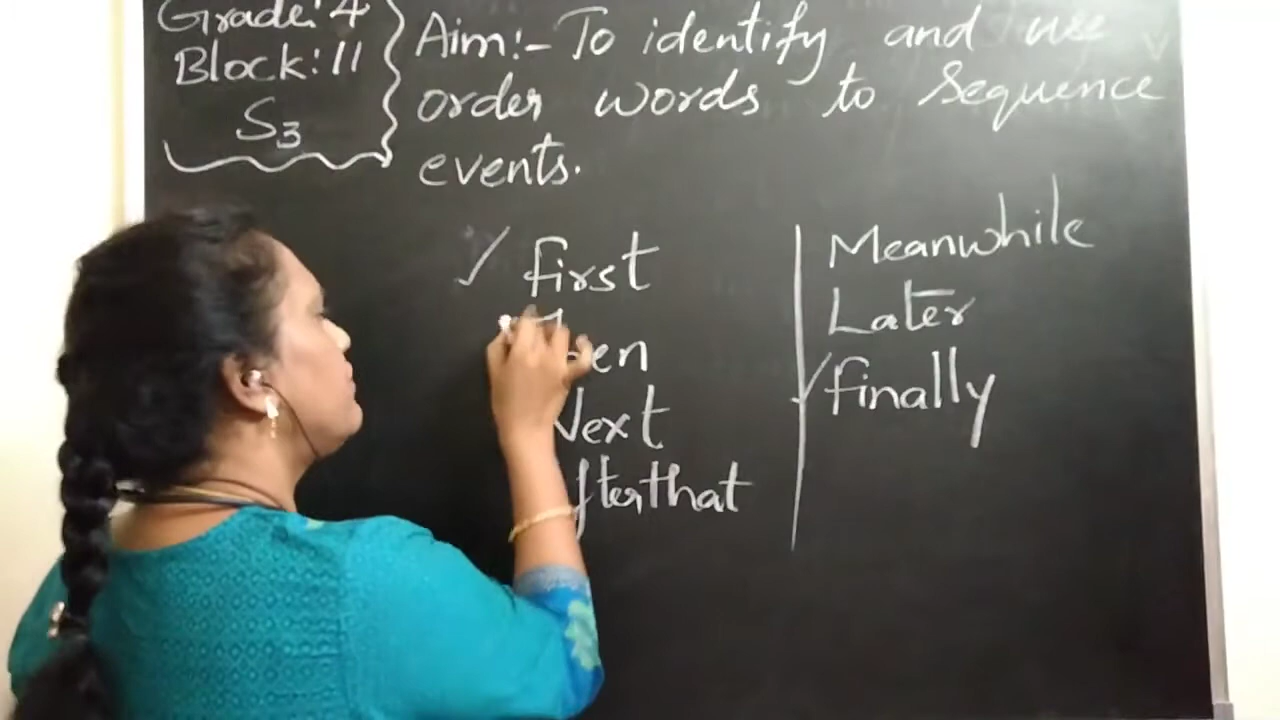 Grade: 4
Block: 11
S3
Aim:- To identify and use
order words to sequence
events.
✓ first
Next
Meanwhile
Later
✓ finally